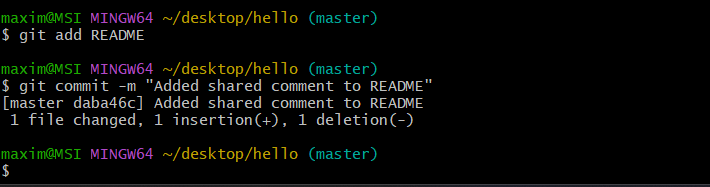 maxim@MSI MINGW64 ~/desktop/hello (master)
$ git add README
maxim@MSI MINGW64 ~/desktop/hello (master)
$ git commit -m "Added shared comment to README"
[master daba46c] Added shared comment to README
 1 file changed, 1 insertion(+), 1 deletion(-)
maxim@MSI MINGW64 ~/desktop/hello (master)
$